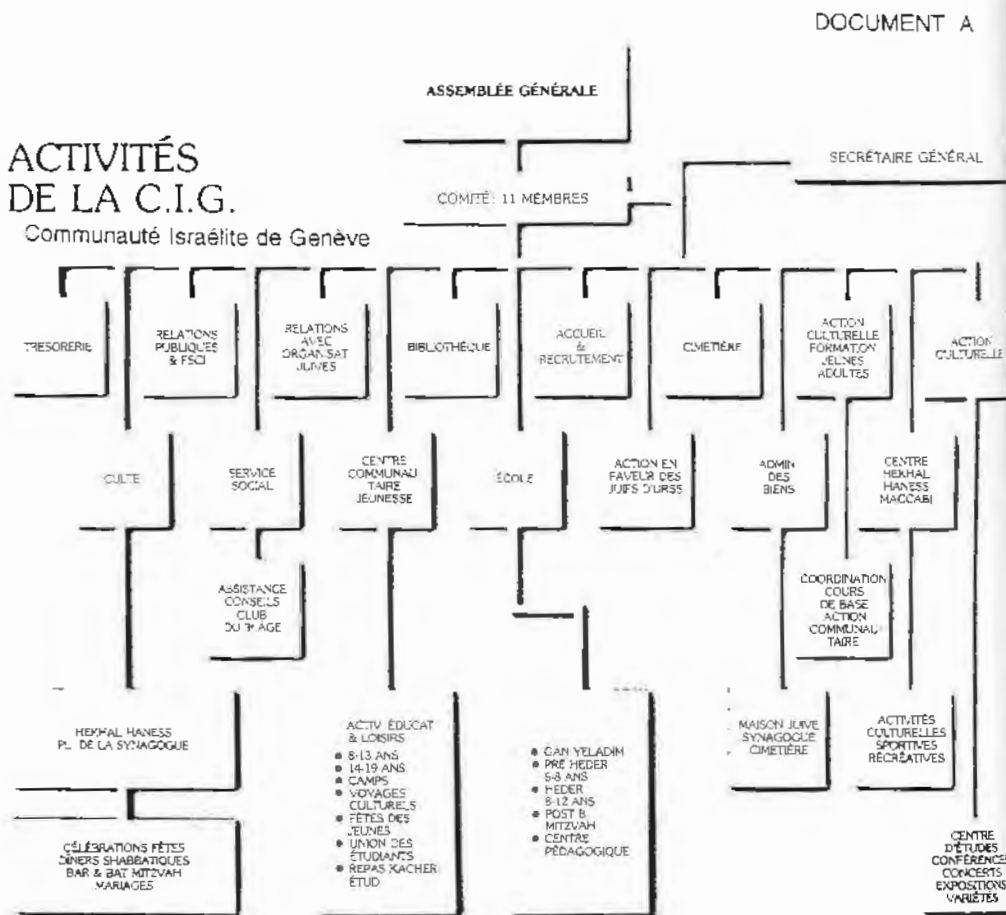 DOCUMENT A
ASSEMBLÉE GÉNÉRALE
ACTIVITÉS
DE LA C.I.G.
Communauté Israélite de Genève
COMITÉ: 11 MEMBRES
1
SECRÉTAIRE GÉNÉRAL
TRESORERIE
RELATIONS
PUBLIQUES
& FSCI
RELATIONS
AVEC
ORGANISAT
JUIVES
BIBLIOTHÈQUE
ACCUEIL
&
RECRUTEMENT
CIMETIÈRE
ACTION
CULTURELLE
FORMATION
JEUNES
ADULTES
ACTION
CULTURELLE
CULTE
SERVICE
SOCIAL
CENTRE
COMMUNAU
TAIRE
JEUNESSE
ÉCOLE
ACTION EN
FAVEUR DES
JUIFS D'URSS
ADMIN
DES
BIENS
CENTRE
HEKHAL
HANESS
MACCABI
ASSISTANCE
CONSEILS
CLUB
DU 3e ÂGE
COORDINATION
COURS
DE BASE
ACTION
COMMUNAU
TAIRE
HEKHAL HANESS
PL. DE LA SYNAGOGUE
ACTIV. ÉDUCAT
& LOISIRS
● 8-13 ANS
● 14-19 ANS
● CAMPS
● VOYAGES
CULTURELS
● FÊTES DES
JEUNES
● UNION DES
ÉTUDIANTS
● REPAS KACHER
ÉTUD
● GAN YELADIM
● PRÉ HEDER
6-8 ANS
● HEDER
8-12 ANS
● POST B.
MITZVAH
● CENTRE
PÉDAGOGIQUE
MAISON JUIVE
SYNAGOGUE
CIMETIÈRE
ACTIVITÉS
CULTURELLES
SPORTIVES
RÉCRÉATIVES
CÉLÉBRATIONS FÊTES
DÎNERS SHABBATIQUES
BAR & BAT MITZVAH
MARIAGES
CENTRE
D'ÉTUDES
CONFÉRENCES
CONCERTS
EXPOSITIONS
VARIÉTÉS